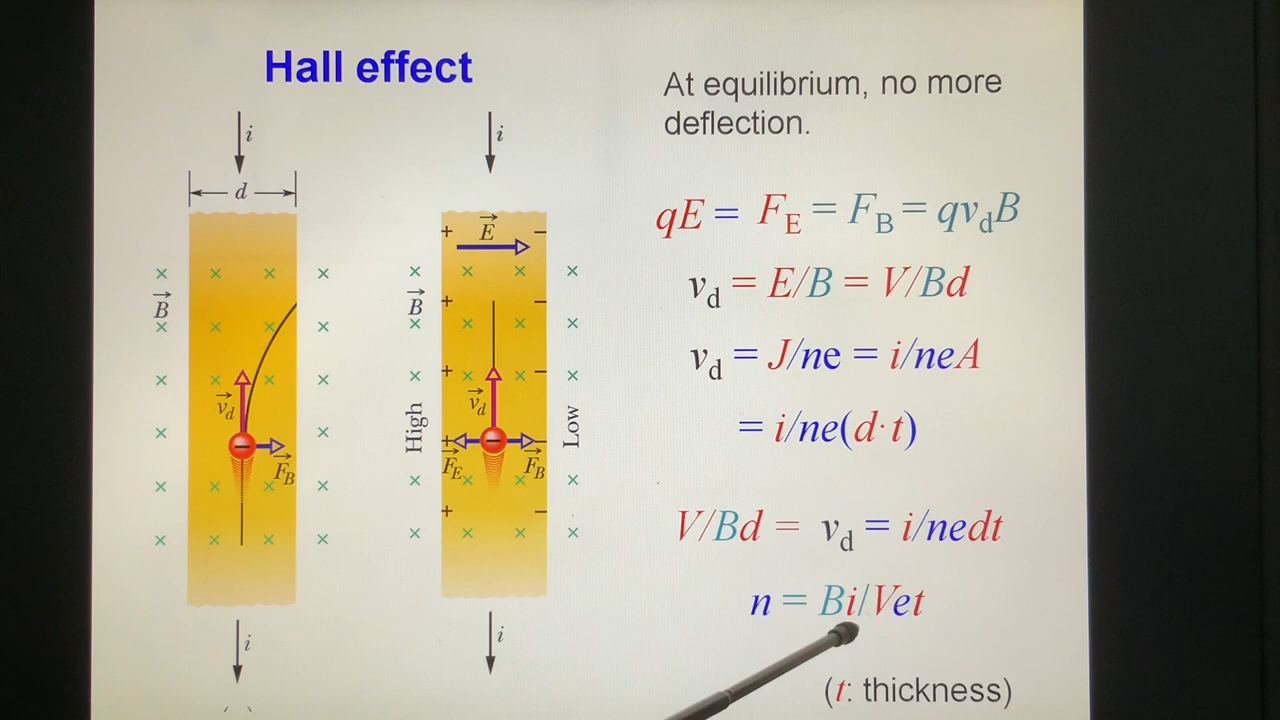 Hall effect
i
d
B
v_d
F_B
i
i
E
B
High
Low
v_d
F_E
F_B
i
At equilibrium, no more
deflection.
qE = F_E = F_B = qv_dB
v_d = E/B = V/Bd
v_d = J/ne = i/neA
= i/ne(d·t)
V/Bd = v_d = i/nedt
n = Bi/Vet
(t: thickness)